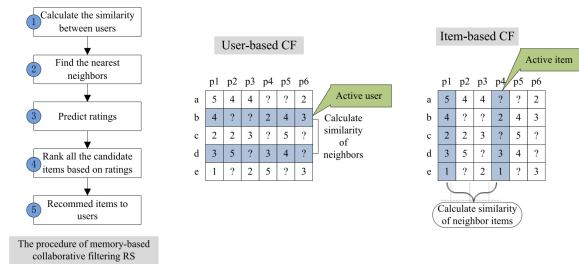 1
Calculate the similarity
between users
2
Find the nearest
neighbors
3
Predict ratings
4
Rank all the candidate
items based on ratings
5
Recommed items to
users
The procedure of memory-based
collaborative filtering RS
User-based CF
p1 p2 p3 p4 p5 p6
a 5 4 4 ? ? 2
b 4 ? ? 2 4 3
c 2 2 3 ? 5 ?
d 3 5 ? 3 4 ?
e 1 ? 2 5 ? 3
Active user
Calculate
similarity
of
neighbors
Item-based CF
Active item
p1 p2 p3 p4 p5 p6
a 5 4 4 ? ? 2
b 4 ? ? 2 4 3
c 2 2 3 ? 5 ?
d 3 5 ? 3 4 ?
e 1 ? 2 1 ? 3
Calculate similarity
of neighbor items